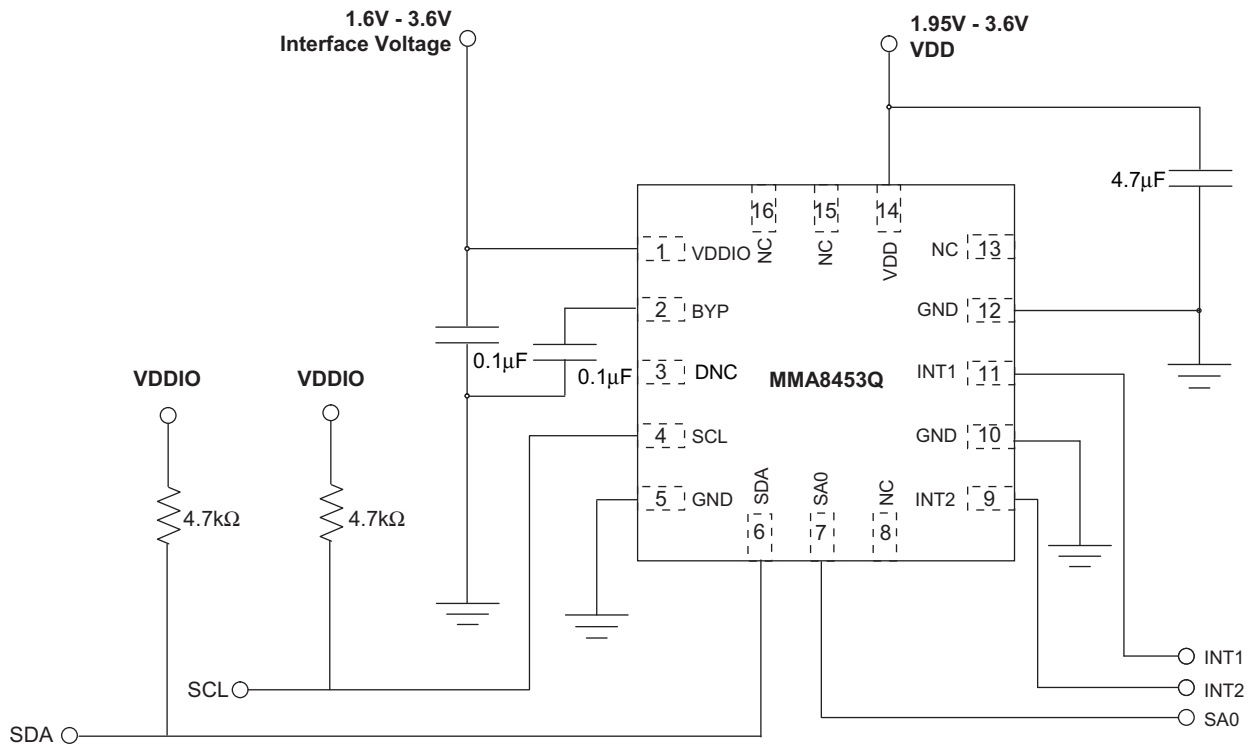 1.6V - 3.6V
Interface Voltage
1.95V - 3.6V
VDD
4.7μF
16
15
14
NC
NC
VDD
1
VDDIO
NC
13
2
BYP
GND
12
0.1μF
0.1μF
3
DNC
MMA8453Q
INT1
11
VDDIO
VDDIO
4
SCL
GND
10
5
GND
SDA
SA0
NC
INT2
9
4.7kΩ
4.7kΩ
6
7
8
INT1
SCL
INT2
SA0
SDA